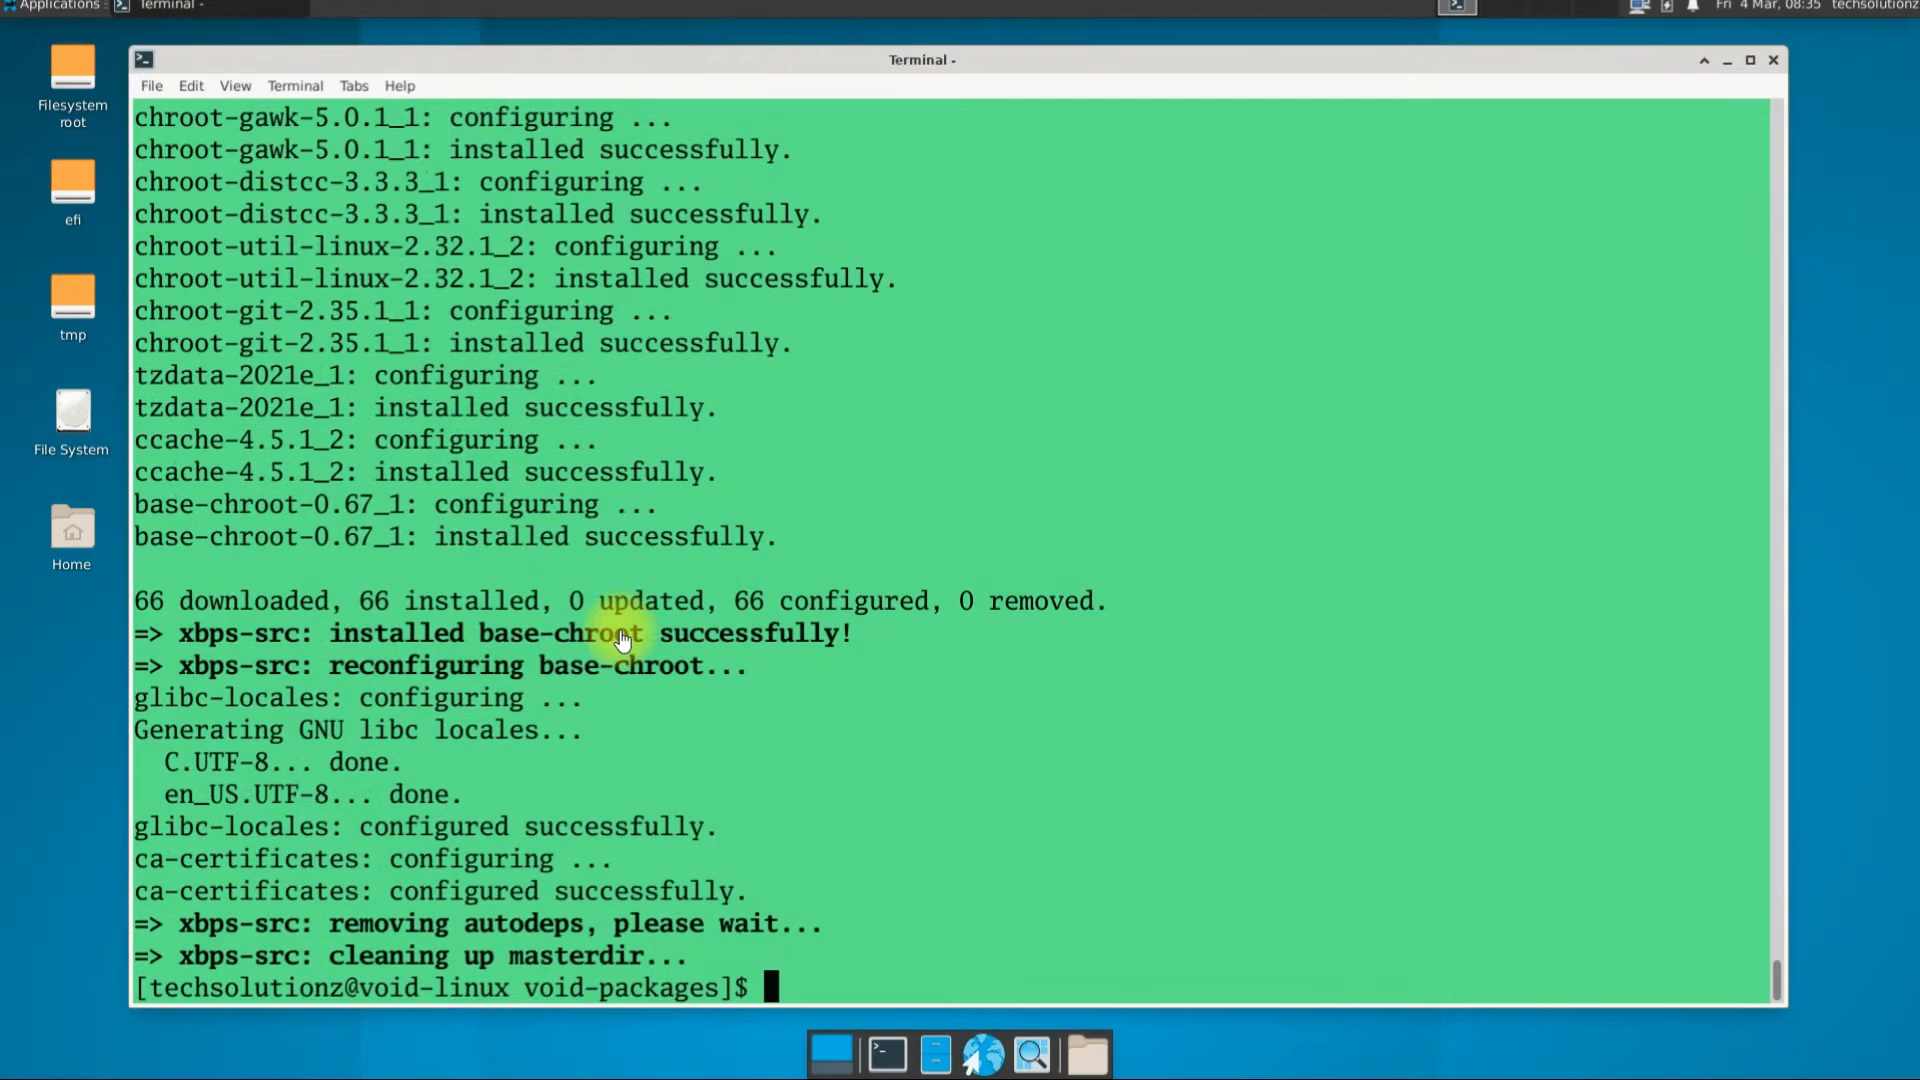 Applications
Terminal -
Fri 4 Mar, 08:35
techsolutionz
Terminal -
File Edit View Terminal Tabs Help
Filesystem
root
efi
tmp
File System
Home
chroot-gawk-5.0.1_1: configuring ...
chroot-gawk-5.0.1_1: installed successfully.
chroot-distcc-3.3.3_1: configuring ...
chroot-distcc-3.3.3_1: installed successfully.
chroot-util-linux-2.32.1_2: configuring ...
chroot-util-linux-2.32.1_2: installed successfully.
chroot-git-2.35.1_1: configuring ...
chroot-git-2.35.1_1: installed successfully.
tzdata-2021e_1: configuring ...
tzdata-2021e_1: installed successfully.
ccache-4.5.1_2: configuring ...
ccache-4.5.1_2: installed successfully.
base-chroot-0.67_1: configuring ...
base-chroot-0.67_1: installed successfully.
66 downloaded, 66 installed, 0 updated, 66 configured, 0 removed.
=> xbps-src: installed base-chroot successfully!
=> xbps-src: reconfiguring base-chroot...
glibc-locales: configuring ...
Generating GNU libc locales...
C.UTF-8... done.
en_US.UTF-8... done.
glibc-locales: configured successfully.
ca-certificates: configuring ...
ca-certificates: configured successfully.
=> xbps-src: removing autodeps, please wait...
=> xbps-src: cleaning up masterdir...
[techsolutionz@void-linux void-packages]$